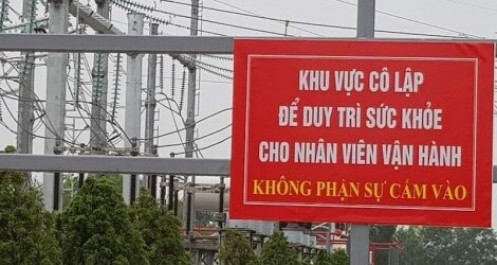 KHU VỰC CÔ LẬP
ĐỂ DUY TRÌ SỨC KHỎE
CHO NHÂN VIÊN VẬN HÀNH
KHÔNG PHẬN SỰ CẤM VÀO